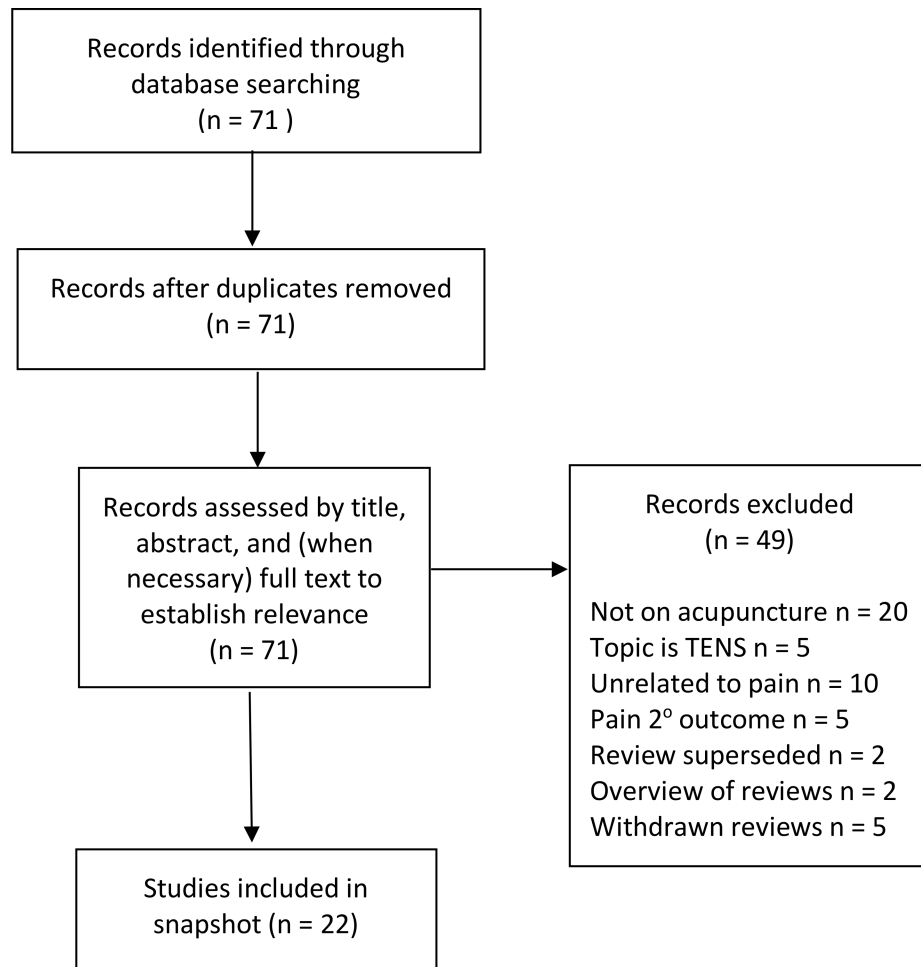 Records identified through
database searching
(n = 71 )
Records after duplicates removed
(n = 71)
Records assessed by title,
abstract, and (when
necessary) full text to
establish relevance
(n = 71)
Records excluded
(n = 49)
Not on acupuncture n = 20
Topic is TENS n = 5
Unrelated to pain n = 10
Pain 2º outcome n = 5
Review superseded n = 2
Overview of reviews n = 2
Withdrawn reviews n = 5
Studies included in
snapshot (n = 22)